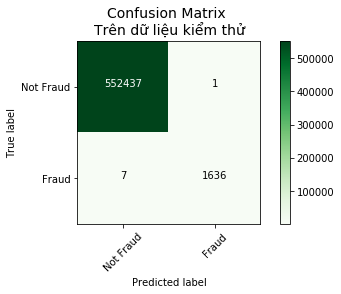 Confusion Matrix
Trên dữ liệu kiểm thử
True label
Not Fraud
552437
1
Fraud
7
1636
Not Fraud
Fraud
Predicted label
500000
400000
300000
200000
100000